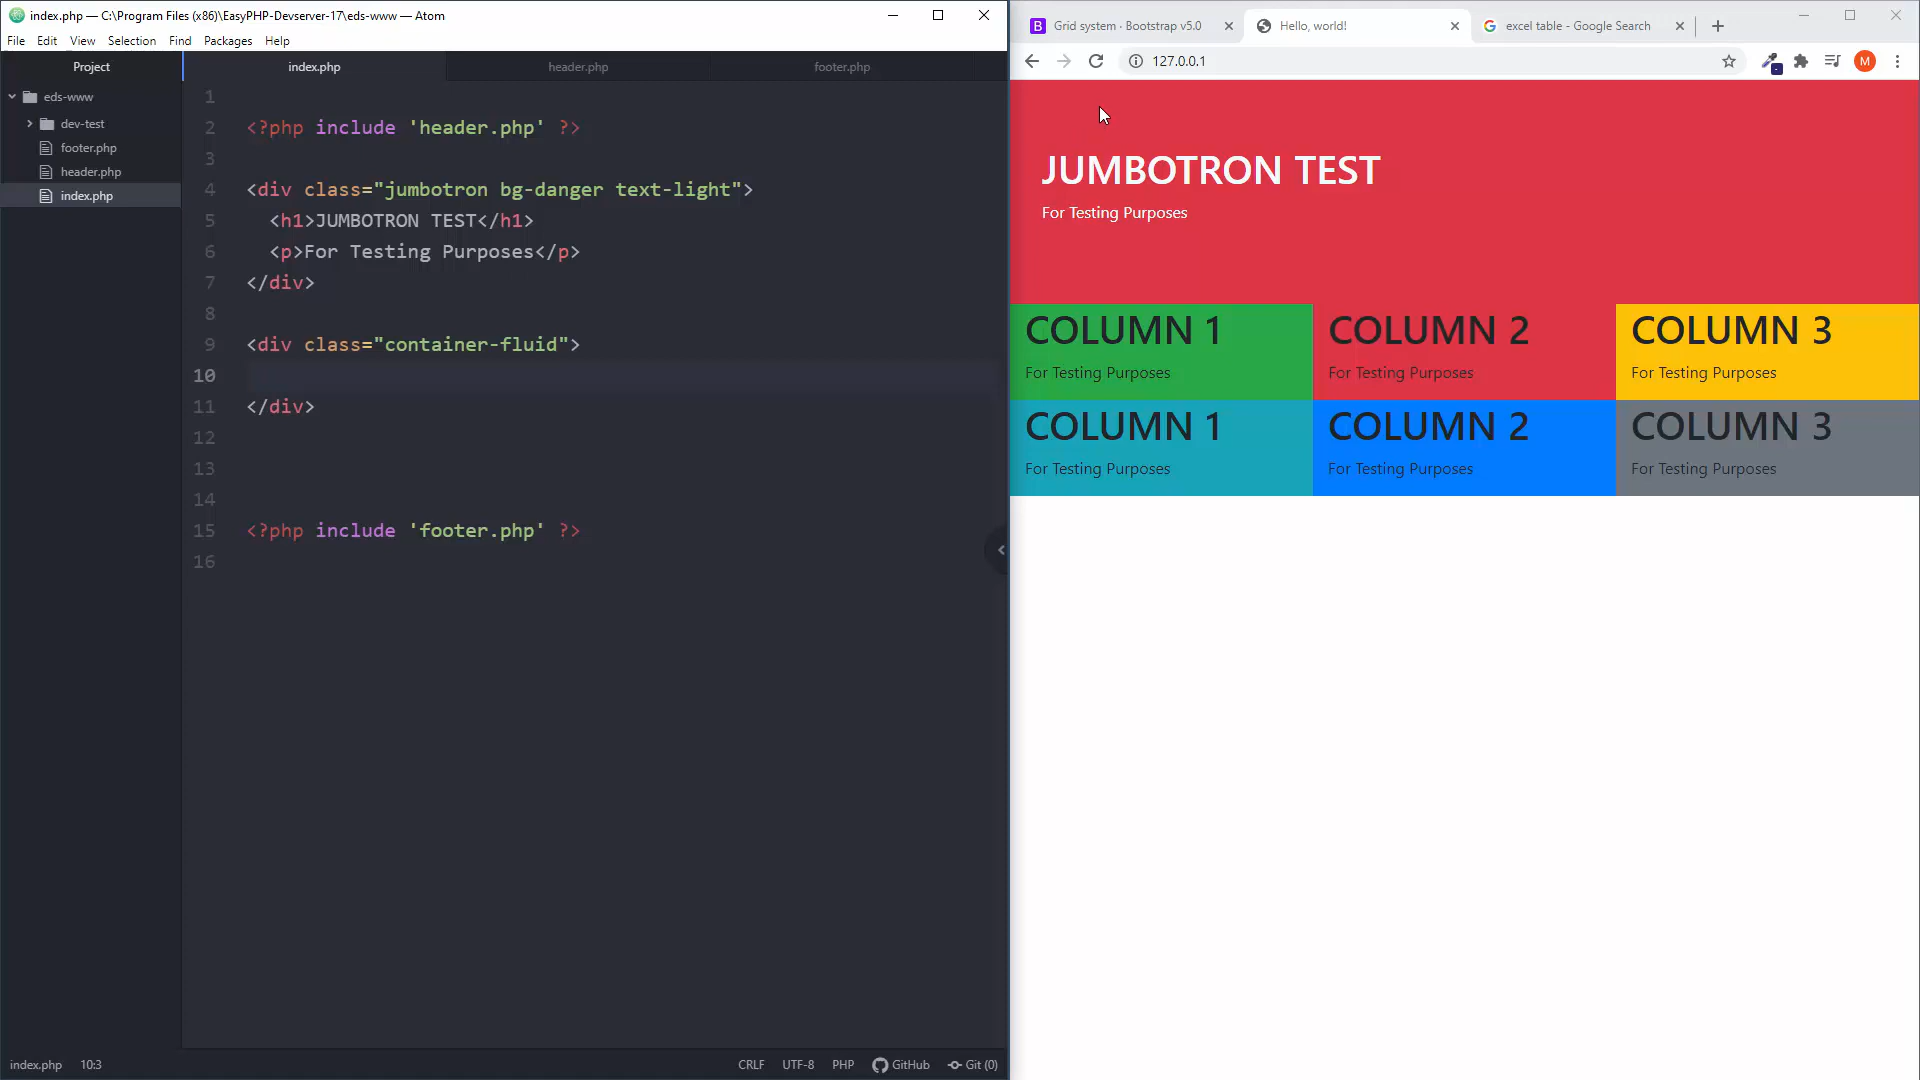 index.php — C:\Program Files (x86)\EasyPHP-Devserver-17\eds-www — Atom
File Edit View Selection Find Packages Help
Project
eds-www
dev-test
footer.php
header.php
index.php
index.php header.php footer.php
1
2 <?php include 'header.php' ?>
3
4 <div class="jumbotron bg-danger text-light">
5 <h1>JUMBOTRON TEST</h1>
6 <p>For Testing Purposes</p>
7 </div>
8
9 <div class="container-fluid">
10
11 </div>
12
13
14
15 <?php include 'footer.php' ?>
16
index.php 10:3 CRLF UTF-8 PHP GitHub Git (0)
B Grid system · Bootstrap v5.0 Hello, world! G excel table - Google Search
127.0.0.1 M
JUMBOTRON TEST
For Testing Purposes
COLUMN 1 COLUMN 2 COLUMN 3
For Testing Purposes For Testing Purposes For Testing Purposes
COLUMN 1 COLUMN 2 COLUMN 3
For Testing Purposes For Testing Purposes For Testing Purposes